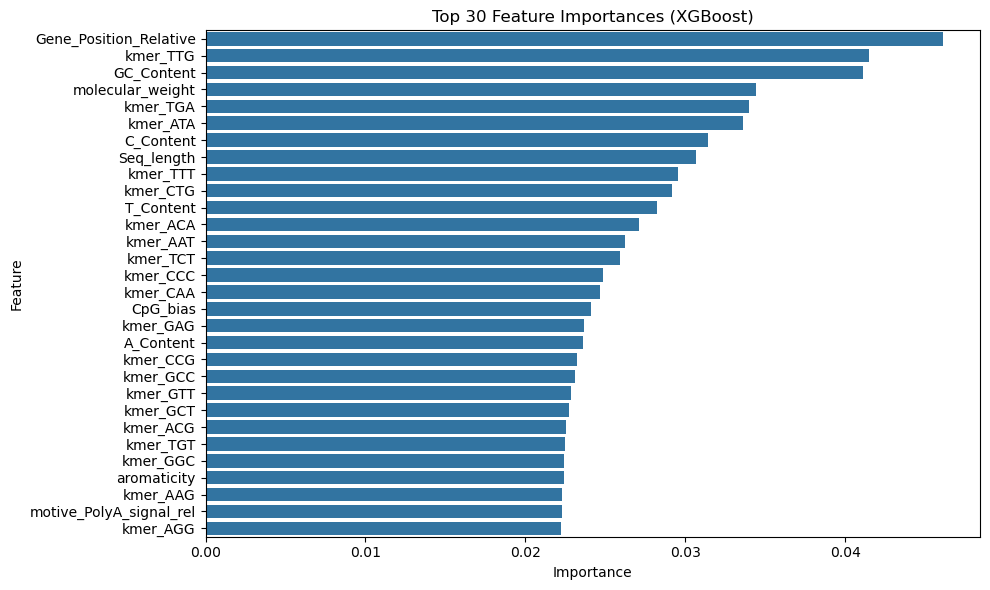 Top 30 Feature Importances (XGBoost)
Feature
Gene_Position_Relative
kmer_TTG
GC_Content
molecular_weight
kmer_TGA
kmer_ATA
C_Content
Seq_length
kmer_TTT
kmer_CTG
T_Content
kmer_ACA
kmer_AAT
kmer_TCT
kmer_CCC
kmer_CAA
CpG_bias
kmer_GAG
A_Content
kmer_CCG
kmer_GCC
kmer_GTT
kmer_GCT
kmer_ACG
kmer_TGT
kmer_GGC
aromaticity
kmer_AAG
motive_PolyA_signal_rel
kmer_AGG
0.00 0.01 0.02 0.03 0.04
Importance